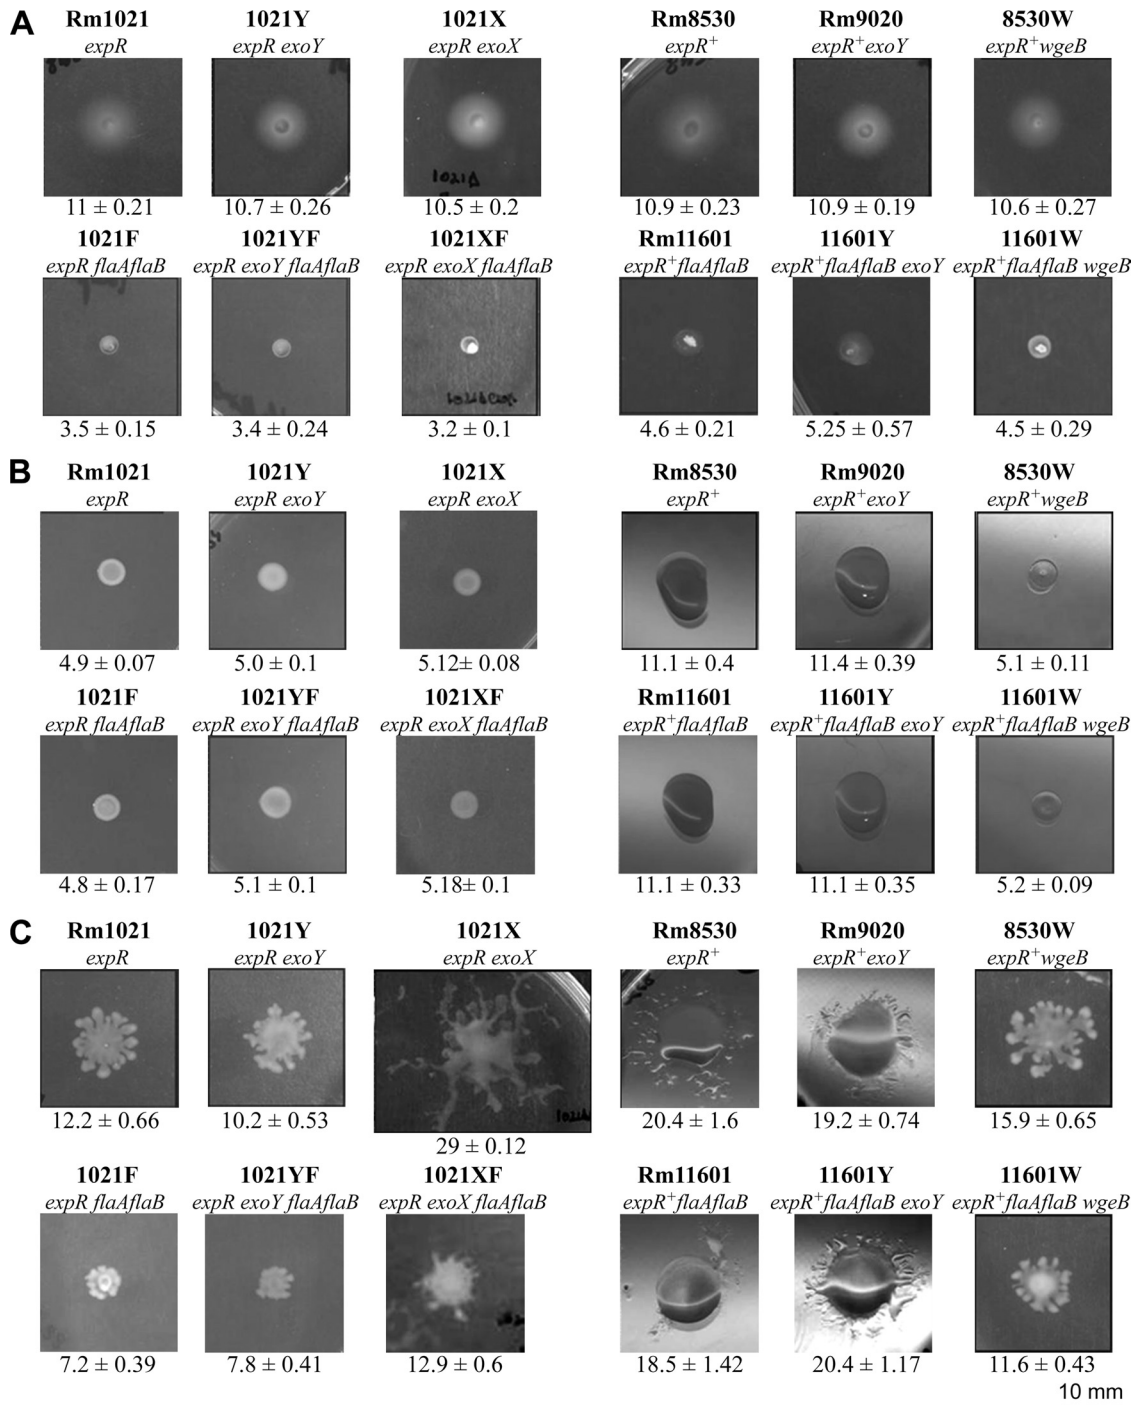 A
Rm1021 1021Y 1021X Rm8530 Rm9020 8530W
expR expR exoY expR exoX expR+ expR+exoY expR+wgeB
1021Δ
11 ± 0.21 10.7 ± 0.26 10.5 ± 0.2 10.9 ± 0.23 10.9 ± 0.19 10.6 ± 0.27
1021F 1021YF 1021XF Rm11601 11601Y 11601W
expR flaAflaB expR exoY flaAflaB expR exoX flaAflaB expR+flaAflaB expR+flaAflaB exoY expR+flaAflaB wgeB
3.5 ± 0.15 3.4 ± 0.24 3.2 ± 0.1 4.6 ± 0.21 5.25 ± 0.57 4.5 ± 0.29
B
Rm1021 1021Y 1021X Rm8530 Rm9020 8530W
expR expR exoY expR exoX expR+ expR+exoY expR+wgeB
4.9 ± 0.07 5.0 ± 0.1 5.12± 0.08 11.1 ± 0.4 11.4 ± 0.39 5.1 ± 0.11
1021F 1021YF 1021XF Rm11601 11601Y 11601W
expR flaAflaB expR exoY flaAflaB expR exoX flaAflaB expR+flaAflaB expR+flaAflaB exoY expR+flaAflaB wgeB
4.8 ± 0.17 5.1 ± 0.1 5.18± 0.1 11.1 ± 0.33 11.1 ± 0.35 5.2 ± 0.09
C
Rm1021 1021Y 1021X Rm8530 Rm9020 8530W
expR expR exoY expR exoX expR+ expR+exoY expR+wgeB
12.2 ± 0.66 10.2 ± 0.53 29 ± 0.12 20.4 ± 1.6 19.2 ± 0.74 15.9 ± 0.65
1021F 1021YF 1021XF Rm11601 11601Y 11601W
expR flaAflaB expR exoY flaAflaB expR exoX flaAflaB expR+flaAflaB expR+flaAflaB exoY expR+flaAflaB wgeB
7.2 ± 0.39 7.8 ± 0.41 12.9 ± 0.6 18.5 ± 1.42 20.4 ± 1.17 11.6 ± 0.43
10 mm